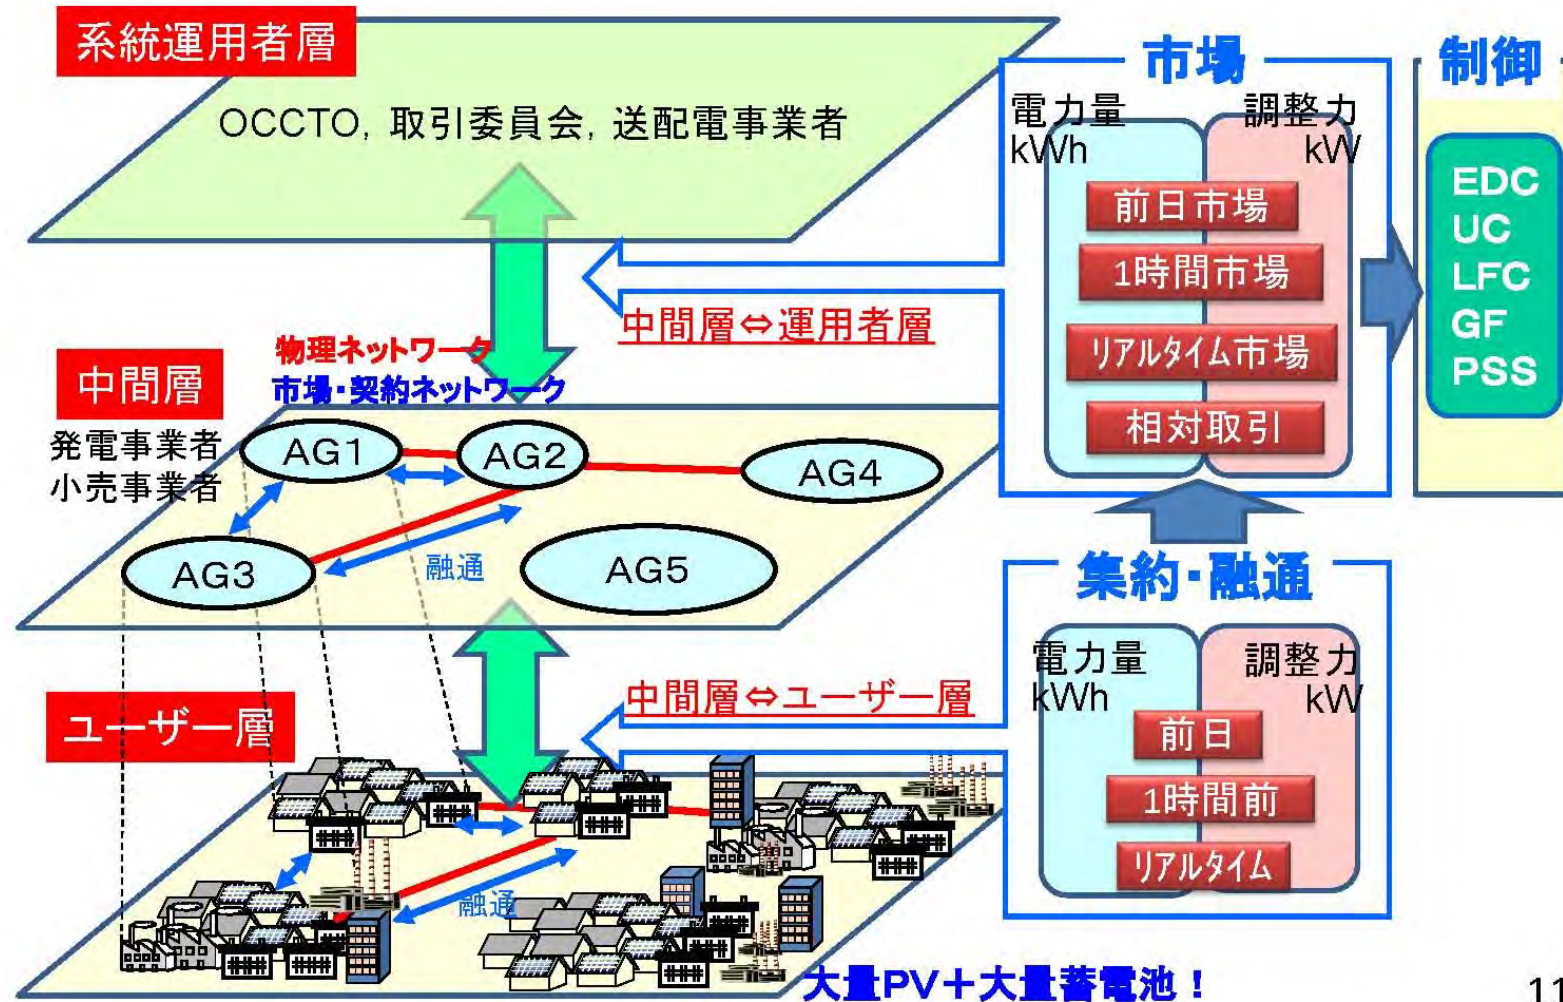 系統運用者層
OCCTO, 取引委員会, 送配電事業者
市場
制御
電力量
kWh
調整力
kW
前日市場
1時間市場
リアルタイム市場
相対取引
EDC
UC
LFC
GF
PSS
中間層⇔運用者層
物理ネットワーク
市場・契約ネットワーク
中間層
発電事業者
小売事業者
AG1
AG2
AG4
AG3
融通
AG5
集約・融通
電力量
kWh
調整力
kW
前日
1時間前
リアルタイム
中間層⇔ユーザー層
ユーザー層
融通
大量PV+大量蓄電池！
11